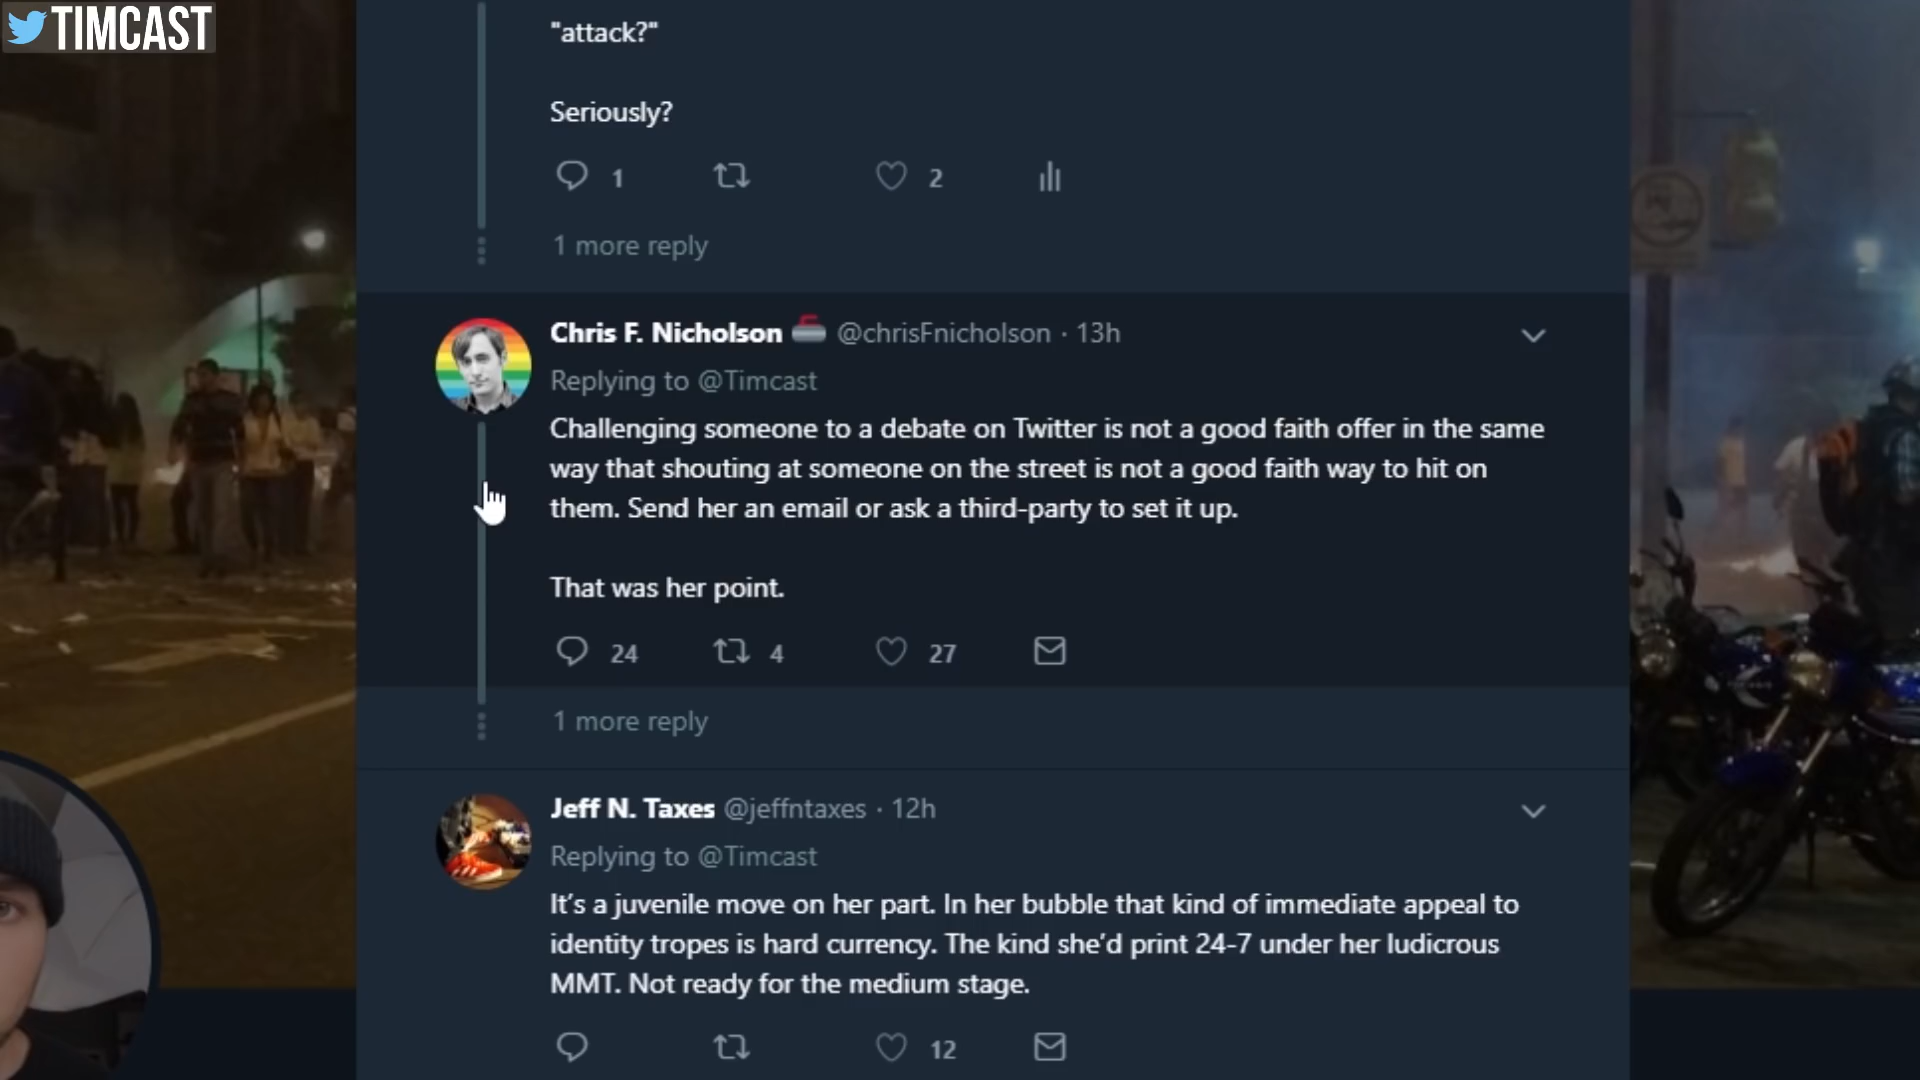 TIMCAST
"attack?"
Seriously?
1 2
1 more reply
Chris F. Nicholson @chrisFnicholson · 13h
Replying to @Timcast
Challenging someone to a debate on Twitter is not a good faith offer in the same
way that shouting at someone on the street is not a good faith way to hit on
them. Send her an email or ask a third-party to set it up.
That was her point.
24 4 27
1 more reply
Jeff N. Taxes @jeffntaxes · 12h
Replying to @Timcast
It's a juvenile move on her part. In her bubble that kind of immediate appeal to
identity tropes is hard currency. The kind she'd print 24-7 under her ludicrous
MMT. Not ready for the medium stage.
12